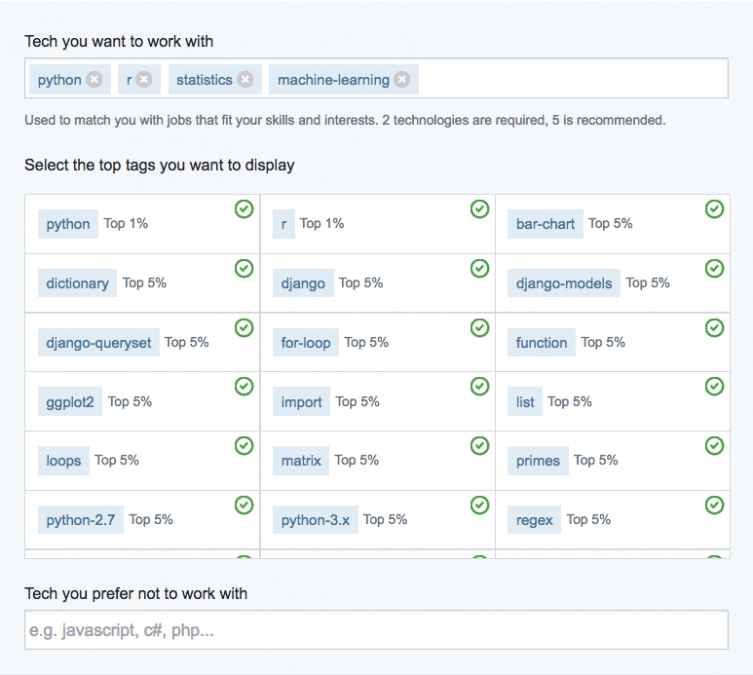 Tech you want to work with
python r statistics machine-learning
Used to match you with jobs that fit your skills and interests. 2 technologies are required, 5 is recommended.
Select the top tags you want to display
python Top 1% r Top 1% bar-chart Top 5%
dictionary Top 5% django Top 5% django-models Top 5%
django-queryset Top 5% for-loop Top 5% function Top 5%
ggplot2 Top 5% import Top 5% list Top 5%
loops Top 5% matrix Top 5% primes Top 5%
python-2.7 Top 5% python-3.x Top 5% regex Top 5%
Tech you prefer not to work with
e.g. javascript, c#, php...